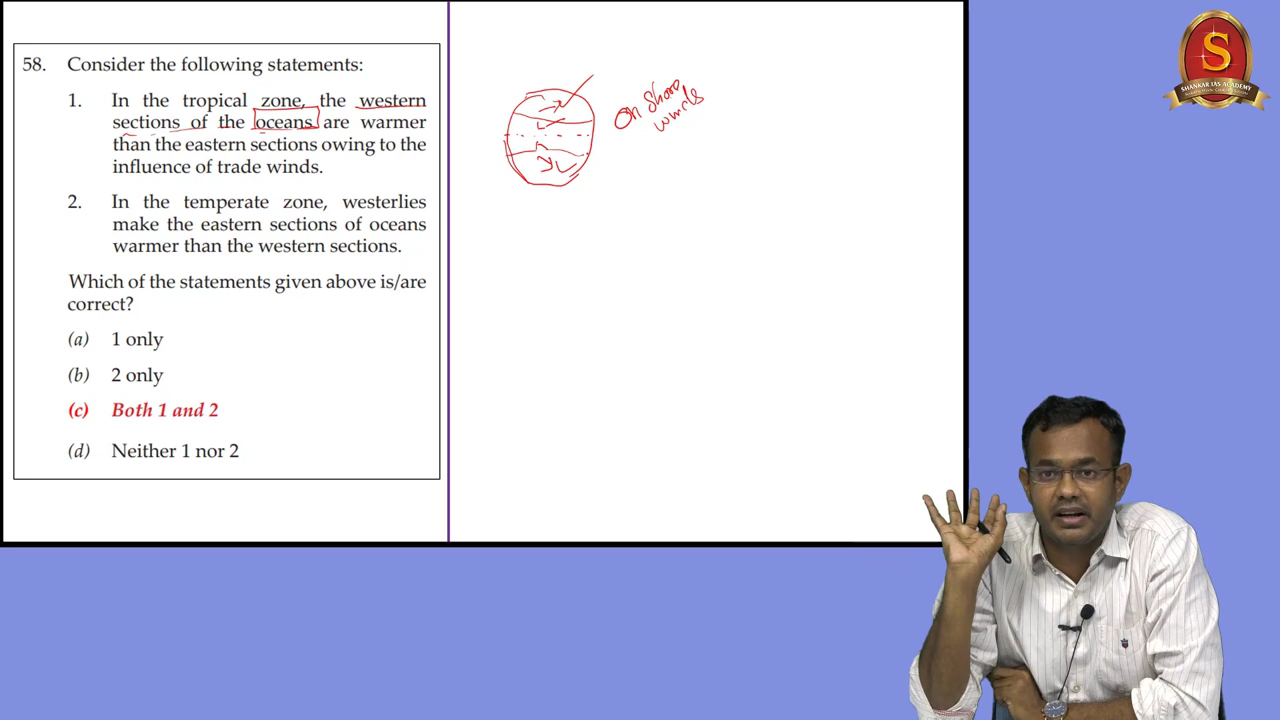 58. Consider the following statements:
1. In the tropical zone, the western
sections of the oceans are warmer
than the eastern sections owing to the
influence of trade winds.
2. In the temperate zone, westerlies
make the eastern sections of oceans
warmer than the western sections.
Which of the statements given above is/are
correct?
(a) 1 only
(b) 2 only
(c) Both 1 and 2
(d) Neither 1 nor 2
On Shore
winds
S
SHANKAR IAS ACADEMY